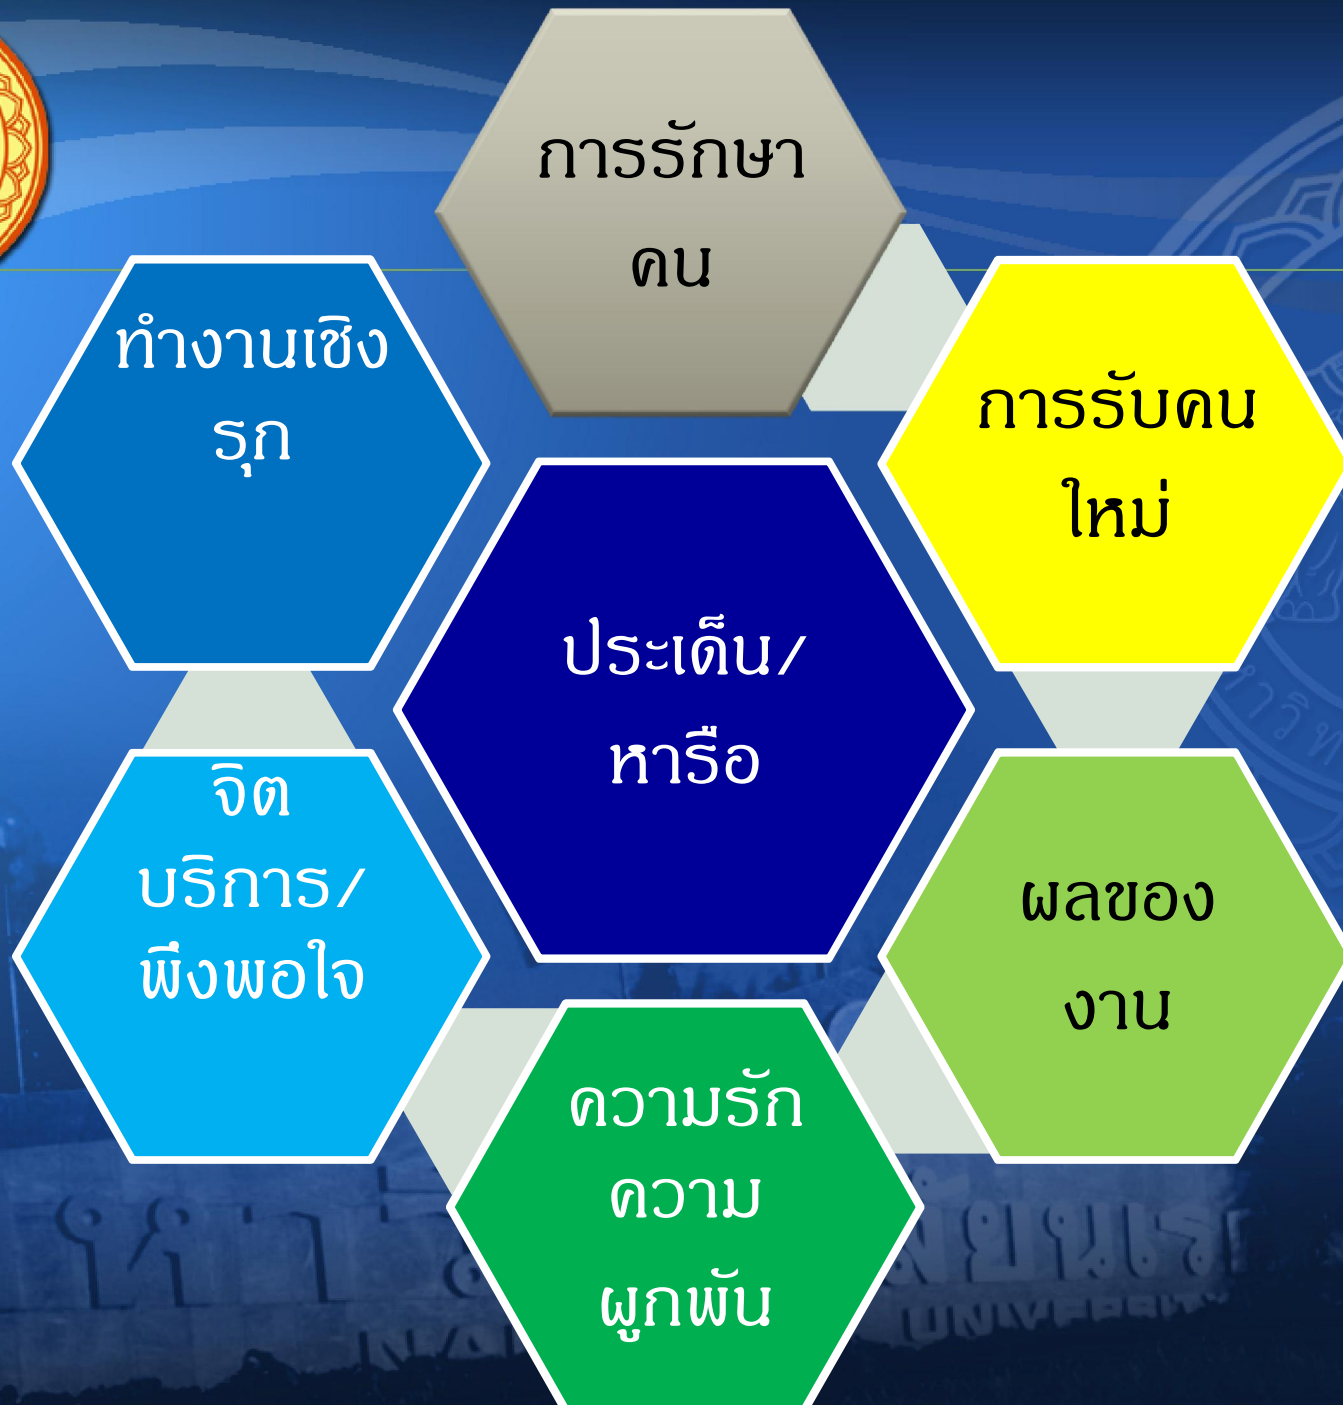 การรักษา
คน
การรับคน
ใหม่
ผลของ
งาน
ความรัก
ความ
ผูกพัน
จิต
บริการ/
พึงพอใจ
ทำงานเชิง
รุก
ประเด็น/
หารือ
UNIVERSITY